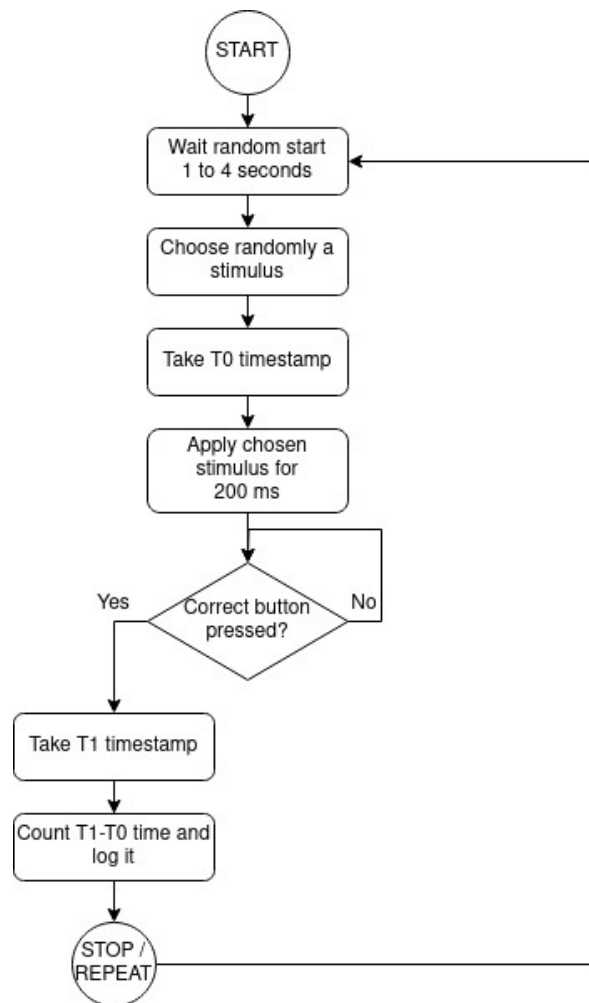 START
Wait random start
1 to 4 seconds
Choose randomly a
stimulus
Take T0 timestamp
Apply chosen
stimulus for
200 ms
Yes
Correct button
pressed?
No
Take T1 timestamp
Count T1-T0 time and
log it
STOP /
REPEAT